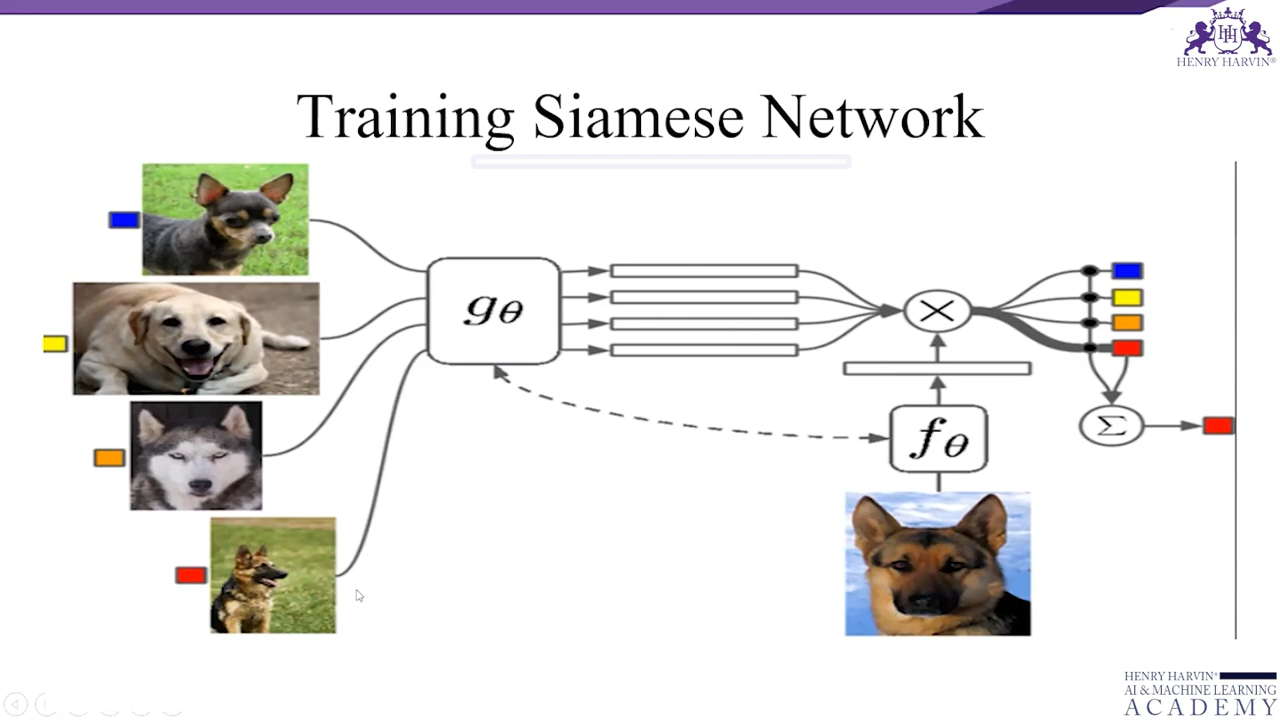 HENRY HARVIN®
Training Siamese Network
gθ
×
fθ
Σ
HENRY HARVIN®
AI & MACHINE LEARNING
ACADEMY